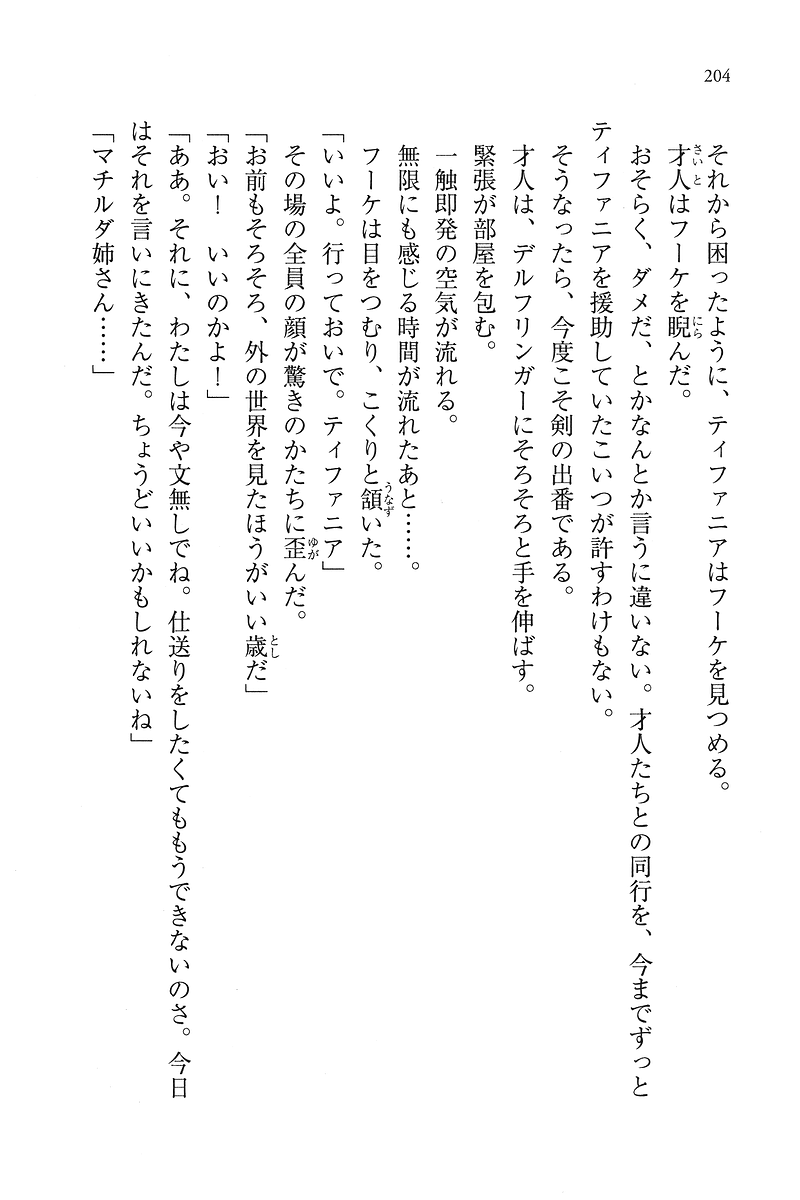 204
それから困ったように、ティファニアはフーケを見つめる。
才人はフーケを睨んだ。
おそらく、ダメだ、とかなんとか言うに違いない。才人たちとの同行を、今までずっと
ティファニアを援助していたこいつが許すわけもない。
そうなったら、今度こそ剣の出番である。
才人は、デルフリンガーにそろそろと手を伸ばす。
緊張が部屋を包む。
一触即発の空気が流れる。
無限にも感じる時間が流れたあと……。
フーケは目をつむり、こくりと頷いた。
「いいよ。行っておいで。ティファニア」
その場の全員の顔が驚きのかたちに歪んだ。
「お前もそろそろ、外の世界を見たほうがいい歳だ」
「おい！　いいのかよ！」
「ああ。それに、わたしは今や文無しでね。仕送りをしたくてももうできないのさ。今日
はそれを言いにきたんだ。ちょうどいいかもしれないね」
「マチルダ姉さん……」